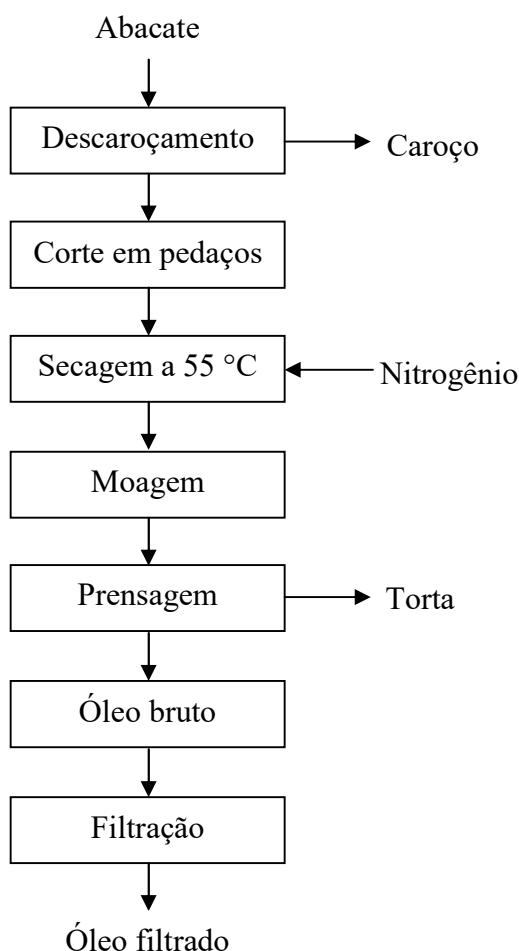 Abacate
Descaroçamento
Caroço
Corte em pedaços
Secagem a 55 °C
Nitrogênio
Moagem
Prensagem
Torta
Óleo bruto
Filtração
Óleo filtrado